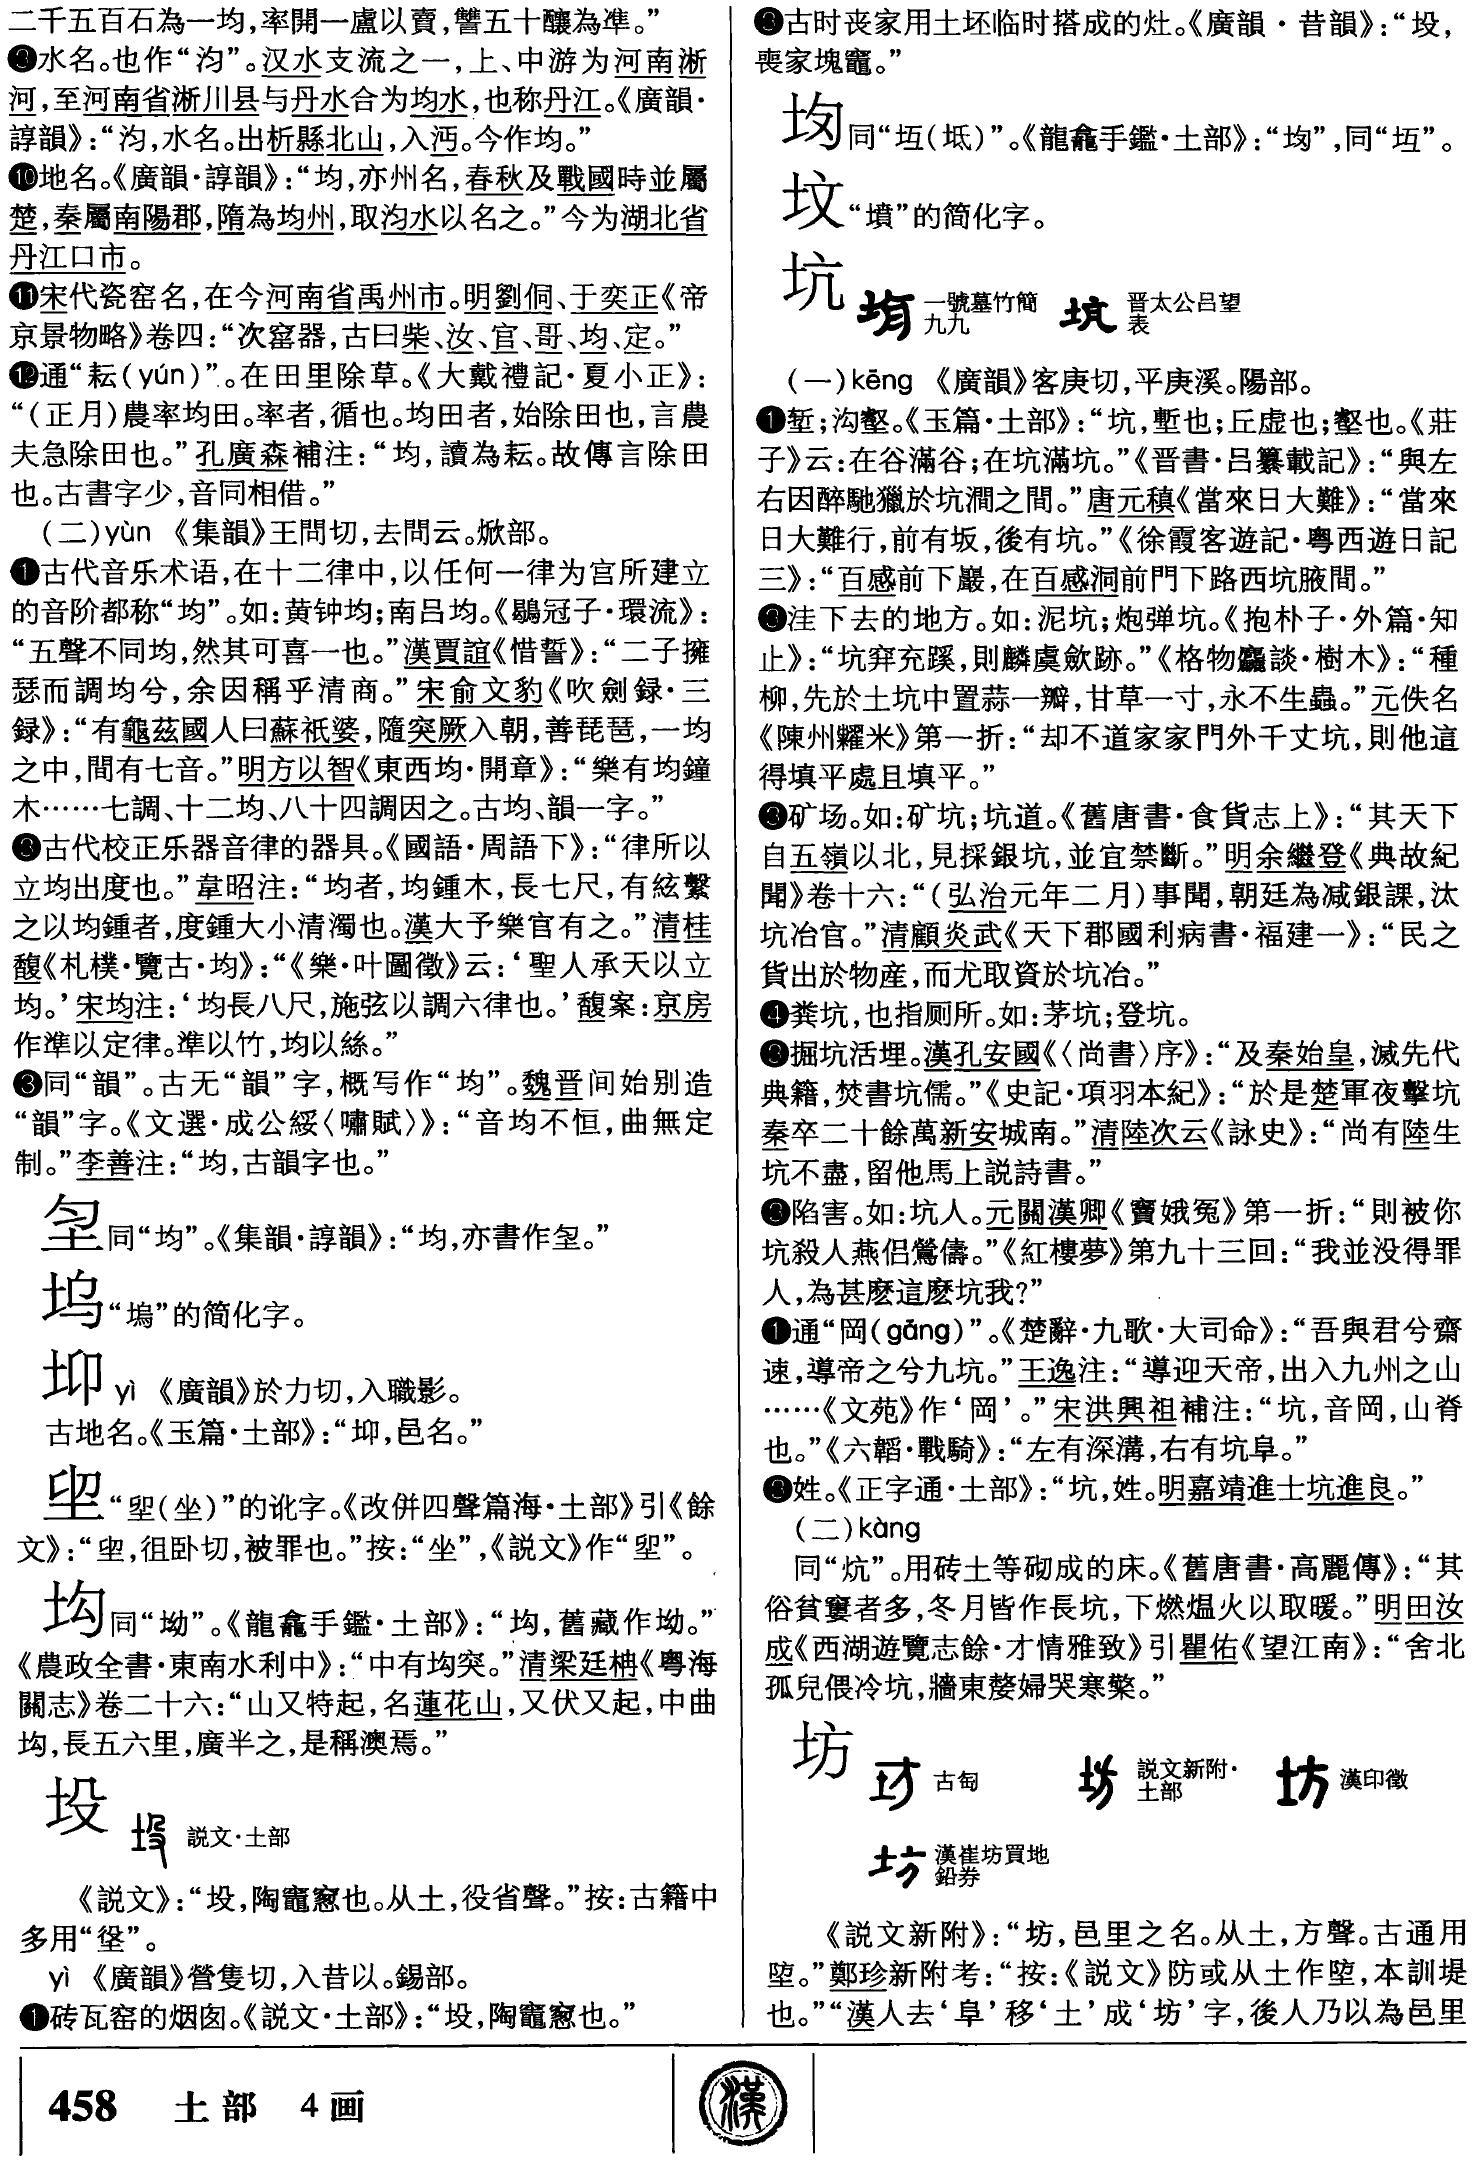 二千五百石為一均，率開一盧以賣，讐五十釀為準。”
❾水名。也作“汮”。汉水支流之一，上、中游为河南淅
河，至河南省淅川县与丹水合为均水，也称丹江。《廣韻·
諄韻》：“汮，水名。出析縣北山，入沔。今作均。”
❿地名。《廣韻·諄韻》：“均，亦州名，春秋及戰國時並屬
楚，秦屬南陽郡，隋為均州，取汮水以名之。”今为湖北省
丹江口市。
⓫宋代瓷窑名，在今河南省禹州市。明劉侗、于奕正《帝
京景物略》卷四：“次窰器，古曰柴、汝、官、哥、均、定。”
⓬通“耘(yún)”。在田里除草。《大戴禮記·夏小正》：
“(正月)農率均田。率者，循也。均田者，始除田也，言農
夫急除田也。”孔廣森補注：“均，讀為耘。故傳言除田
也。古書字少，音同相借。”
(二)yùn 《集韻》王問切，去問云。焮部。
❶古代音乐术语，在十二律中，以任何一律为宫所建立
的音阶都称“均”。如：黄钟均；南吕均。《鶡冠子·環流》：
“五聲不同均，然其可喜一也。”漢賈誼《惜誓》：“二子擁
瑟而調均兮，余因稱乎清商。”宋俞文豹《吹劍録·三
録》：“有龜茲國人曰蘇祇婆，隨突厥入朝，善琵琶，一均
之中，間有七音。”明方以智《東西均·開章》：“樂有均鐘
木……七調、十二均、八十四調因之。古均、韻一字。”
❷古代校正乐器音律的器具。《國語·周語下》：“律所以
立均出度也。”韋昭注：“均者，均鍾木，長七尺，有絃繫
之以均鍾者，度鍾大小清濁也。漢大予樂官有之。”清桂
馥《札樸·覽古·均》：“《樂·叶圖徵》云：‘聖人承天以立
均。’宋均注：‘均長八尺，施弦以調六律也。’馥案：京房
作準以定律。準以竹，均以絲。”
❸同“韻”。古无“韻”字，概写作“均”。魏晋间始别造
“韻”字。《文選·成公綏〈嘯賦〉》：“音均不恒，曲無定
制。”李善注：“均，古韻字也。”
坙同“均”。《集韻·諄韻》：“均，亦書作。”
坞“塢”的简化字。
𡊁 yì 《廣韻》於力切，入職影。
古地名。《玉篇·土部》：“，邑名。”
“坐”的讹字。《改併四聲篇海·土部》引《餘
文》：“，徂卧切，被罪也。”按：“坐”，《説文》作“㘴”。
坸同“坳”。《龍龕手鑑·土部》：“，舊藏作坳。”
《農政全書·東南水利中》：“中有突。”清梁廷枏《粵海
關志》卷二十六：“山又特起，名蓮花山，又伏又起，中曲
，長五六里，廣半之，是稱澳焉。”
坄 説文·土部
《説文》：“坄，陶竈窻也。从土，役省聲。”按：古籍中
多用“垼”。
yì 《廣韻》營隻切，入昔以。錫部。
❶砖瓦窑的烟囱。《説文·土部》：“坄，陶竈窻也。”
❷古时丧家用土坯临时搭成的灶。《廣韻·昔韻》：“坄，
喪家塊竈。”
同“坘(坻)”。《龍龕手鑑·土部》：“”，同“”。
坟“墳”的简化字。
坑 一號墓竹簡九九 晋太公吕望表
(一)kēng 《廣韻》客庚切，平庚溪。陽部。
❶堑；沟壑。《玉篇·土部》：“坑，塹也；丘虚也；壑也。《莊
子》云：在谷滿谷；在坑滿坑。”《晋書·吕纂載記》：“與左
右因醉馳獵於坑澗之間。”唐元稹《當來日大難》：“當來
日大難行，前有坂，後有坑。”《徐霞客遊記·粵西遊日記
三》：“百感前下巖，在百感洞前門下路西坑腋間。”
❷洼下去的地方。如：泥坑；炮弹坑。《抱朴子·外篇·知
止》：“坑穽充蹊，則麟虞斂跡。”《格物麤談·樹木》：“種
柳，先於土坑中置蒜一瓣，甘草一寸，永不生蟲。”元佚名
《陳州糶米》第一折：“却不道家家門外千丈坑，則他這
得填平處且填平。”
❸矿场。如：矿坑；坑道。《舊唐書·食貨志上》：“其天下
自五嶺以北，見採銀坑，並宜禁斷。”明余繼登《典故紀
聞》卷十六：“(弘治元年二月)事聞，朝廷為減銀課，汰
坑冶官。”清顧炎武《天下郡國利病書·福建一》：“民之
貨出於物産，而尤取資於坑冶。”
❹粪坑，也指厕所。如：茅坑；登坑。
❺掘坑活埋。漢孔安國《〈尚書〉序》：“及秦始皇，滅先代
典籍，焚書坑儒。”《史記·項羽本紀》：“於是楚軍夜擊坑
秦卒二十餘萬新安城南。”清陸次云《詠史》：“尚有陸生
坑不盡，留他馬上説詩書。”
❻陷害。如：坑人。元關漢卿《竇娥冤》第一折：“則被你
坑殺人燕侶鶯儔。”《紅樓夢》第九十三回：“我並没得罪
人，為甚麽這麽坑我？”
❼通“岡(gāng)”。《楚辭·九歌·大司命》：“吾與君兮齋
速，導帝之兮九坑。”王逸注：“導迎天帝，出入九州之山
……《文苑》作‘岡’。”宋洪興祖補注：“坑，音岡，山脊
也。”《六韜·戰騎》：“左有深溝，右有坑阜。”
❽姓。《正字通·土部》：“坑，姓。明嘉靖進士坑進良。”
(二)kàng
同“炕”。用砖土等砌成的床。《舊唐書·高麗傳》：“其
俗貧窶者多，冬月皆作長坑，下燃熅火以取暖。”明田汝
成《西湖遊覽志餘·才情雅致》引瞿佑《望江南》：“舍北
孤兒偎冷坑，牆東嫠婦哭寒檠。”
坊 古匋 説文新附·土部 漢印徵
漢崔坊買地鉛券
《説文新附》：“坊，邑里之名。从土，方聲。古通用
埅。”鄭珍新附考：“按：《説文》防或从土作埅，本訓堤
也。”“漢人去‘阜’移‘土’成‘坊’字，後人乃以為邑里
458 土部 4画
漢